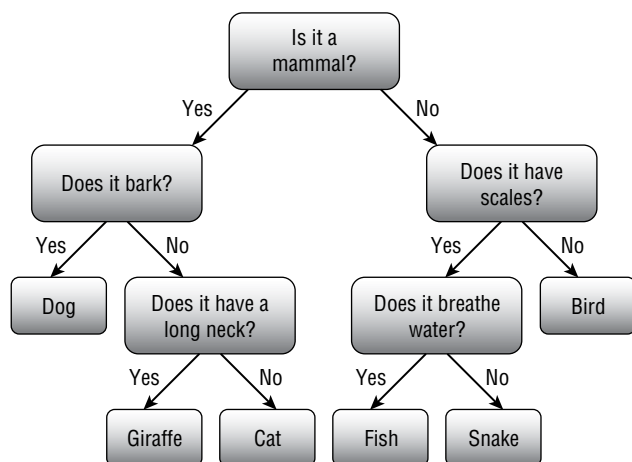 Is it a
mammal?
Yes
No
Does it bark?
Does it have
scales?
Yes
No
Yes
No
Dog
Does it have a
long neck?
Does it breathe
water?
Bird
Yes
No
Yes
No
Giraffe
Cat
Fish
Snake